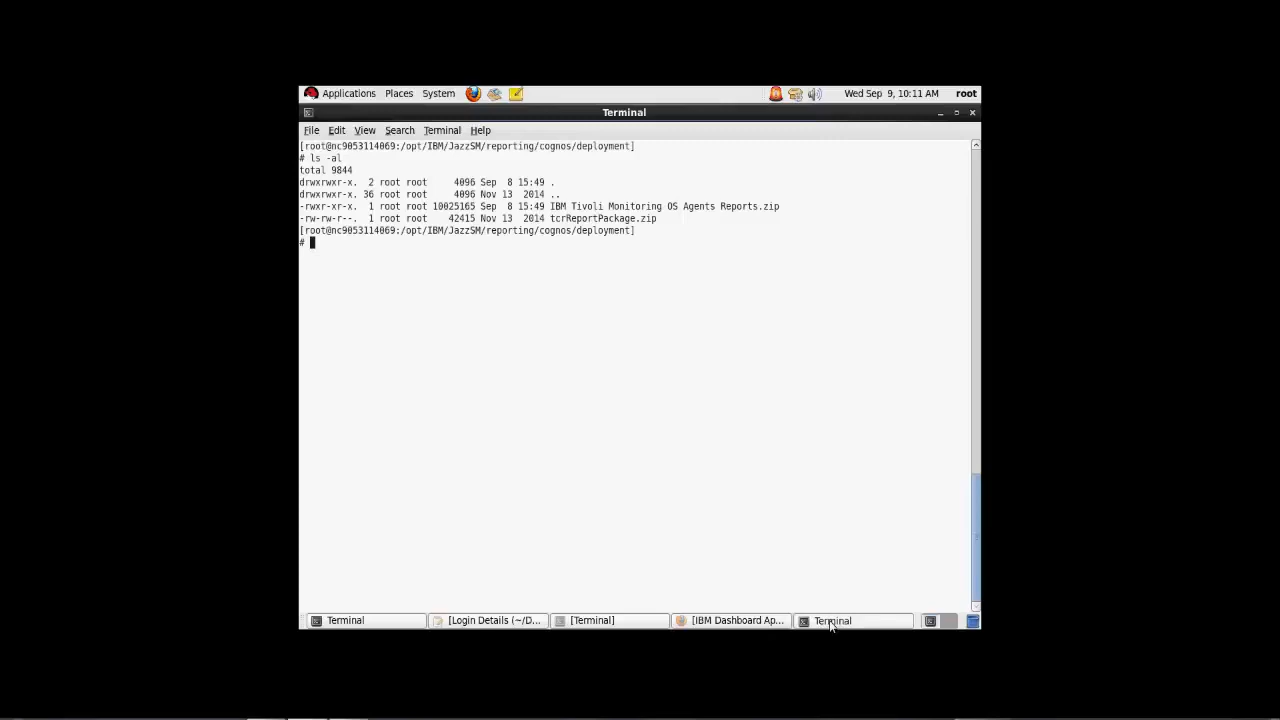 Applications Places System Wed Sep 9, 10:11 AM root
Terminal
File Edit View Search Terminal Help
[root@nc9053114069:/opt/IBM/JazzSM/reporting/cognos/deployment]
# ls -al
total 9844
drwxrwxr-x. 2 root root 4096 Sep 8 15:49 .
drwxrwxr-x. 36 root root 4096 Nov 13 2014 ..
-rwxr-xr-x. 1 root root 10025165 Sep 8 15:49 IBM Tivoli Monitoring OS Agents Reports.zip
-rw-rw-r--. 1 root root 42415 Nov 13 2014 tcrReportPackage.zip
[root@nc9053114069:/opt/IBM/JazzSM/reporting/cognos/deployment]
#
Terminal [Login Details (~/D... [Terminal] [IBM Dashboard Ap... Terminal